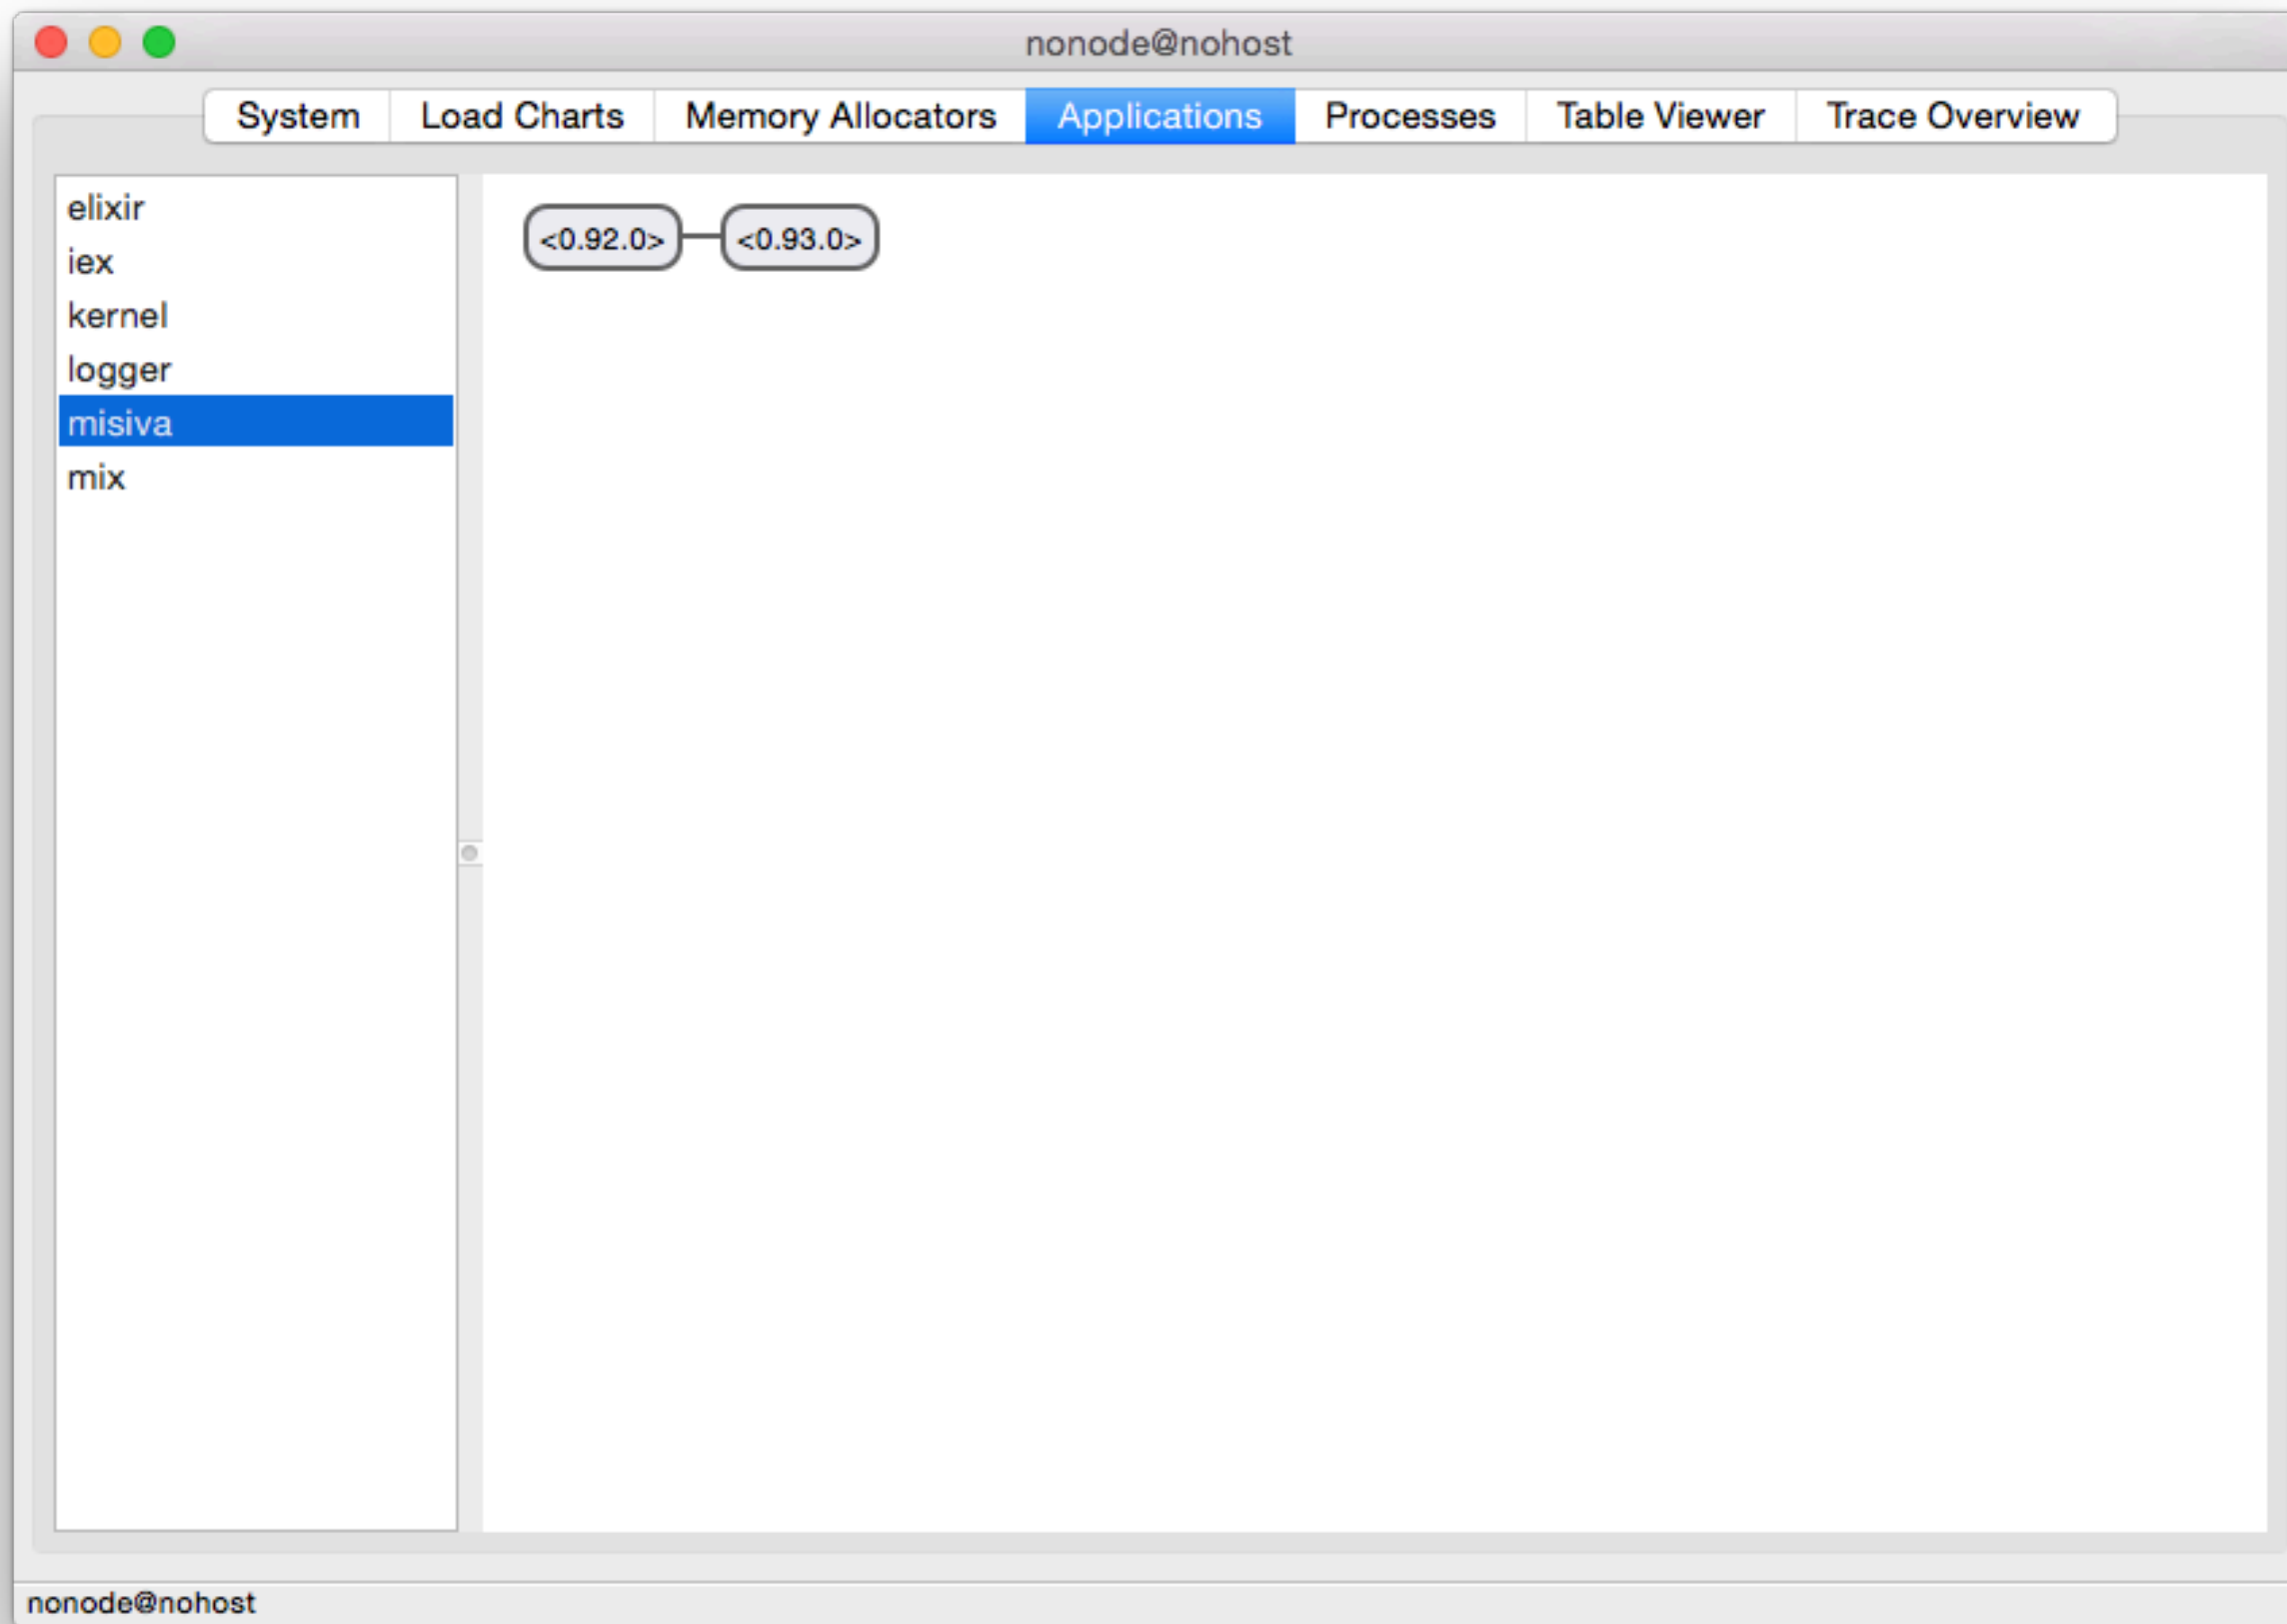 nonode@nohost
System Load Charts Memory Allocators Applications Processes Table Viewer Trace Overview
elixir
iex
kernel
logger
misiva
mix
<0.92.0> <0.93.0>
nonode@nohost